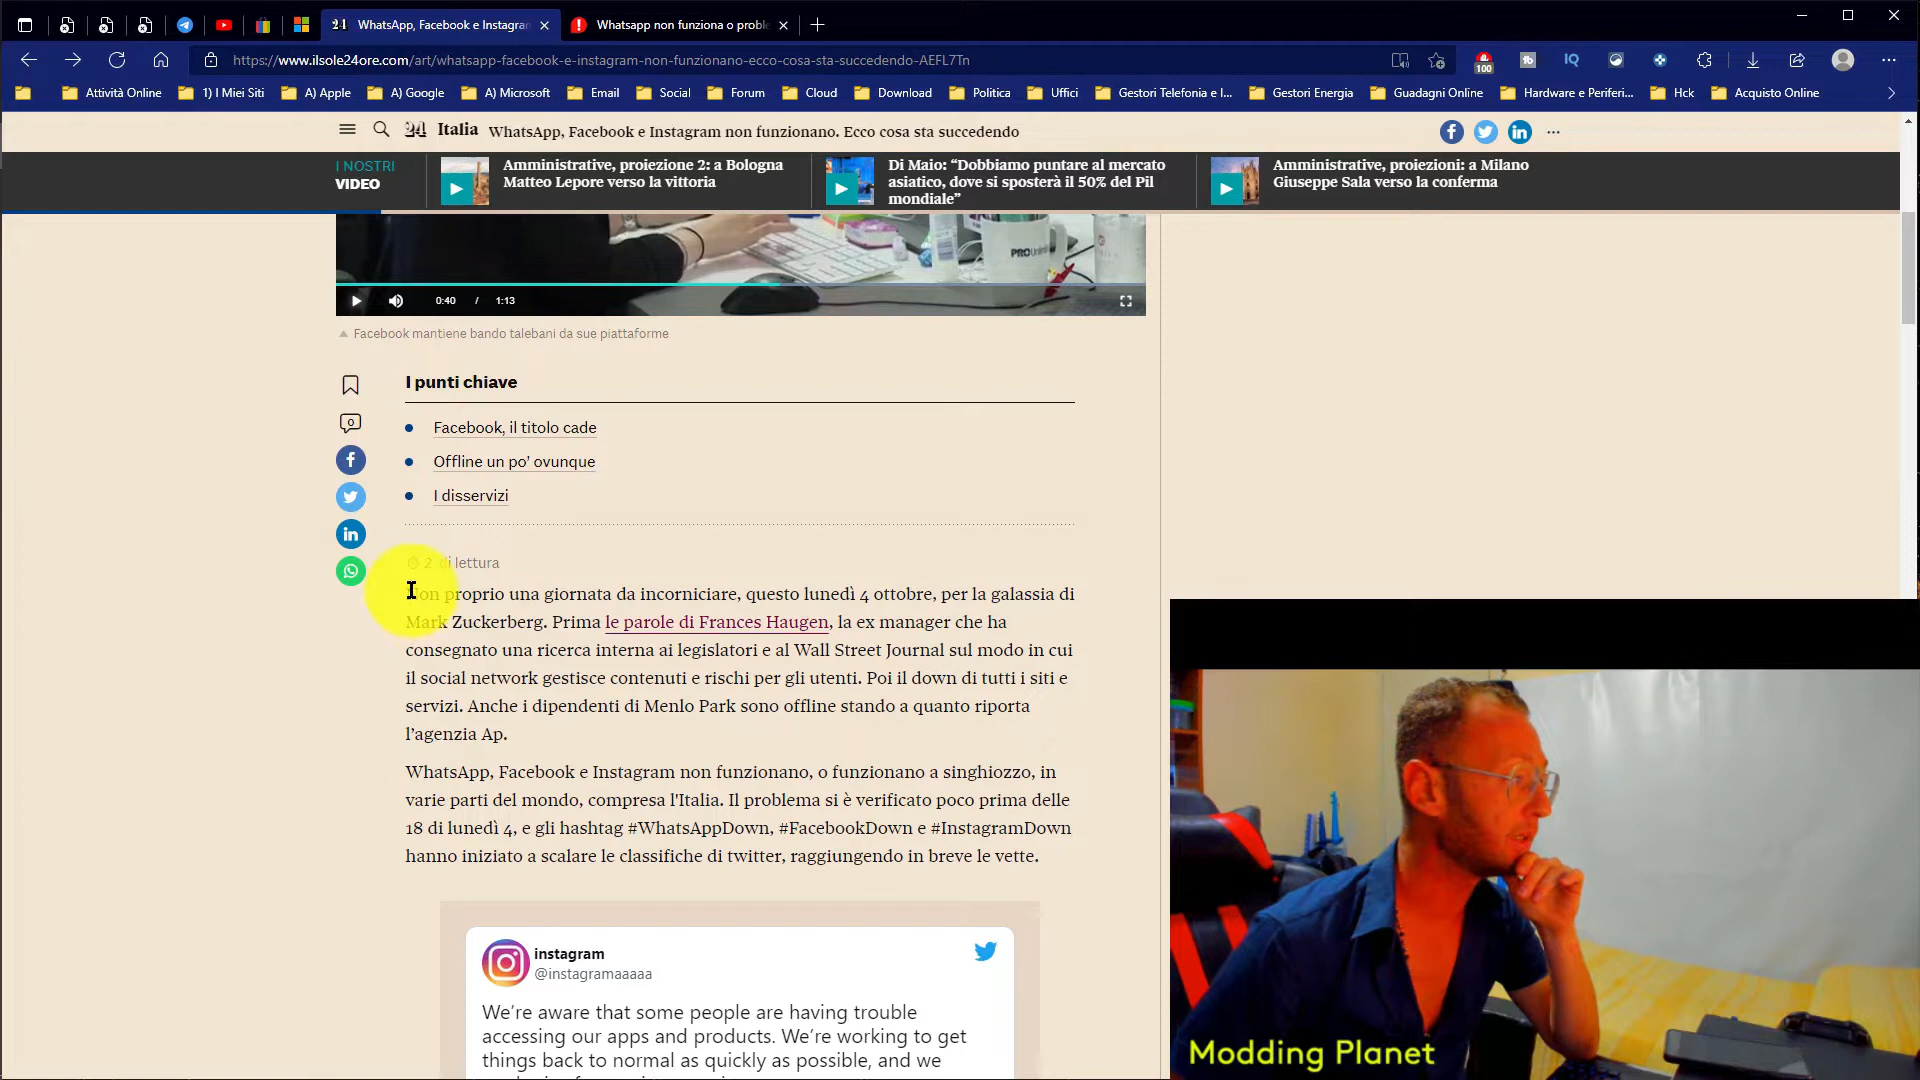 WhatsApp, Facebook e Instagram
Whatsapp non funziona o probl
https://www.ilsole24ore.com/art/whatsapp-facebook-e-instagram-non-funzionano-ecco-cosa-sta-succedendo-AEFL7Tn
100
Attività Online
1) I Miei Siti
A) Apple
A) Google
A) Microsoft
Email
Social
Forum
Cloud
Download
Politica
Uffici
Gestori Telefonia e I...
Gestori Energia
Guadagni Online
Hardware e Periferi...
Hck
Acquisto Online
24 Italia WhatsApp, Facebook e Instagram non funzionano. Ecco cosa sta succedendo
I NOSTRI
VIDEO
Amministrative, proiezione 2: a Bologna
Matteo Lepore verso la vittoria
Di Maio: “Dobbiamo puntare al mercato
asiatico, dove si sposterà il 50% del Pil
mondiale”
Amministrative, proiezioni: a Milano
Giuseppe Sala verso la conferma
0:40 / 1:13
Facebook mantiene bando talebani da sue piattaforme
I punti chiave
0
Facebook, il titolo cade
Offline un po’ ovunque
I disservizi
2 di lettura
Non proprio una giornata da incorniciare, questo lunedì 4 ottobre, per la galassia di
Mark Zuckerberg. Prima le parole di Frances Haugen, la ex manager che ha
consegnato una ricerca interna ai legislatori e al Wall Street Journal sul modo in cui
il social network gestisce contenuti e rischi per gli utenti. Poi il down di tutti i siti e
servizi. Anche i dipendenti di Menlo Park sono offline stando a quanto riporta
l’agenzia Ap.
WhatsApp, Facebook e Instagram non funzionano, o funzionano a singhiozzo, in
varie parti del mondo, compresa l'Italia. Il problema si è verificato poco prima delle
18 di lunedì 4, e gli hashtag #WhatsAppDown, #FacebookDown e #InstagramDown
hanno iniziato a scalare le classifiche di twitter, raggiungendo in breve le vette.
instagram
@instagramaaaaa
We’re aware that some people are having trouble
accessing our apps and products. We’re working to get
things back to normal as quickly as possible, and we
Modding Planet